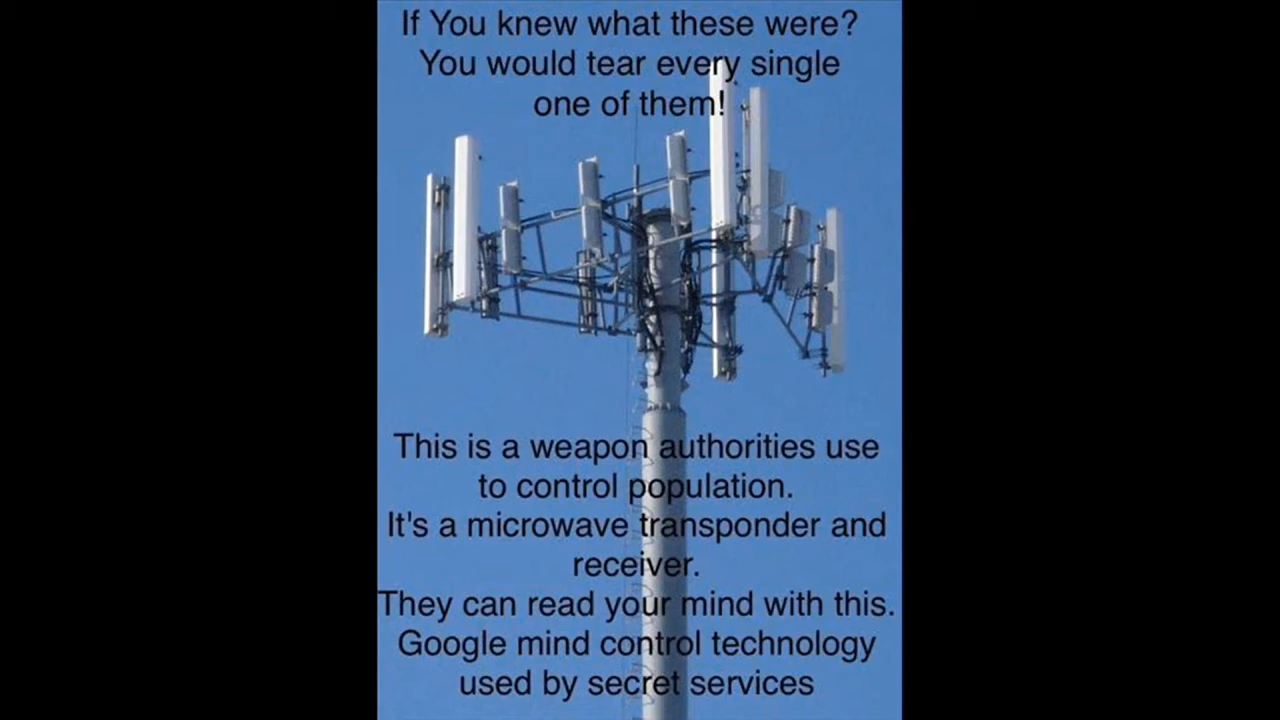 If You knew what these were?
You would tear every single
one of them!
This is a weapon authorities use
to control population.
It's a microwave transponder and
receiver.
They can read your mind with this.
Google mind control technology
used by secret services